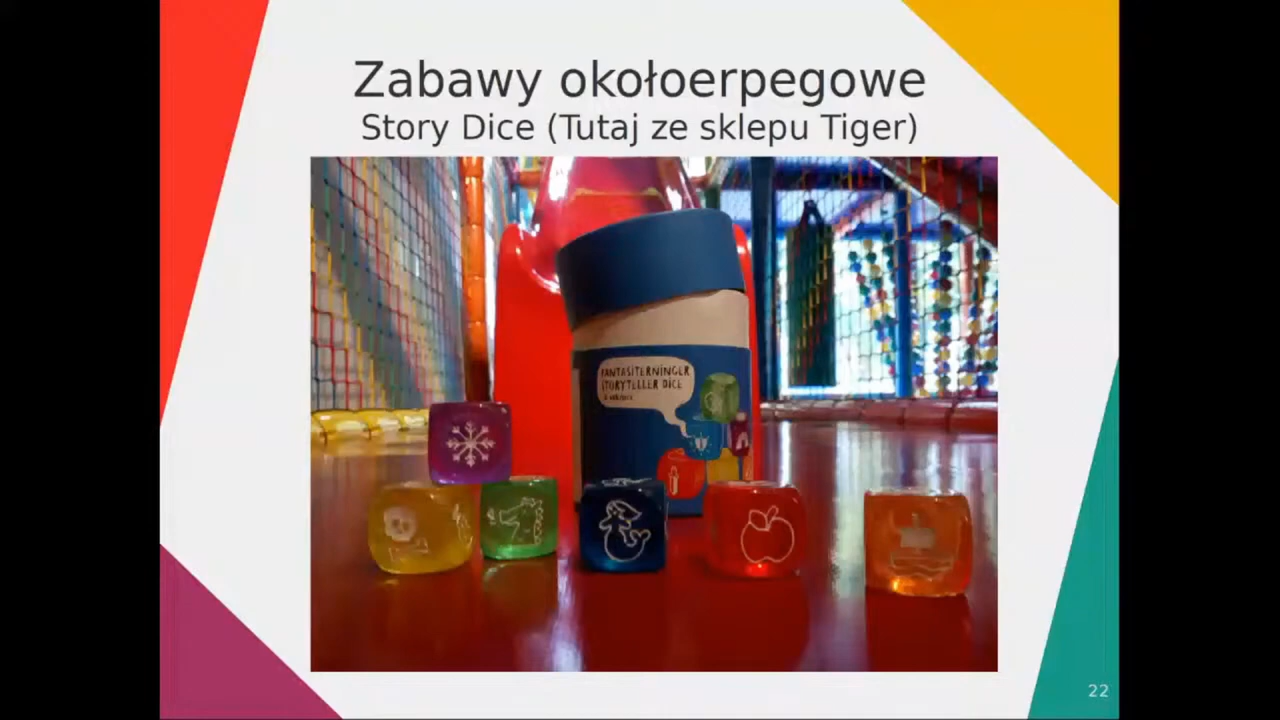 Zabawy okołoerpegowe
Story Dice (Tutaj ze sklepu Tiger)
FANTASITERNINGER
STORYTELLER DICE
22